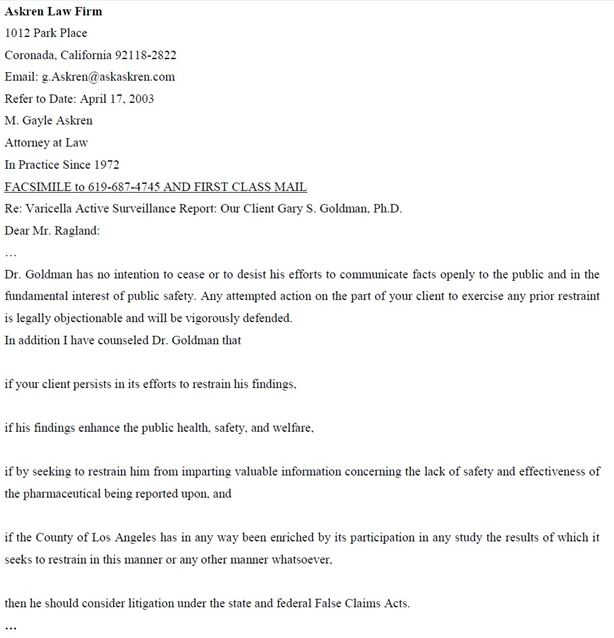 Askren Law Firm
1012 Park Place
Coronada, California 92118-2822
Email: g.Askren@askaskren.com
Refer to Date: April 17, 2003
M. Gayle Askren
Attorney at Law
In Practice Since 1972
FACSIMILE to 619-687-4745 AND FIRST CLASS MAIL
Re: Varicella Active Surveillance Report: Our Client Gary S. Goldman, Ph.D.
Dear Mr. Ragland:
…
Dr. Goldman has no intention to cease or to desist his efforts to communicate facts openly to the public and in the
fundamental interest of public safety. Any attempted action on the part of your client to exercise any prior restraint
is legally objectionable and will be vigorously defended.
In addition I have counseled Dr. Goldman that
if your client persists in its efforts to restrain his findings,
if his findings enhance the public health, safety, and welfare,
if by seeking to restrain him from imparting valuable information concerning the lack of safety and effectiveness of
the pharmaceutical being reported upon, and
if the County of Los Angeles has in any way been enriched by its participation in any study the results of which it
seeks to restrain in this manner or any other manner whatsoever,
then he should consider litigation under the state and federal False Claims Acts.
…